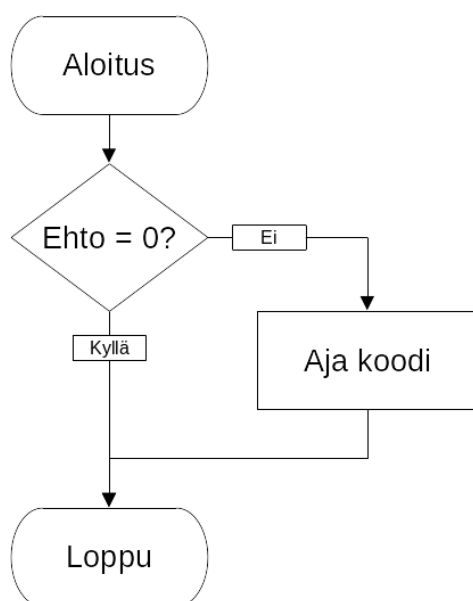 Aloitus
Ehto = 0?
Ei
Kyllä
Aja koodi
Loppu